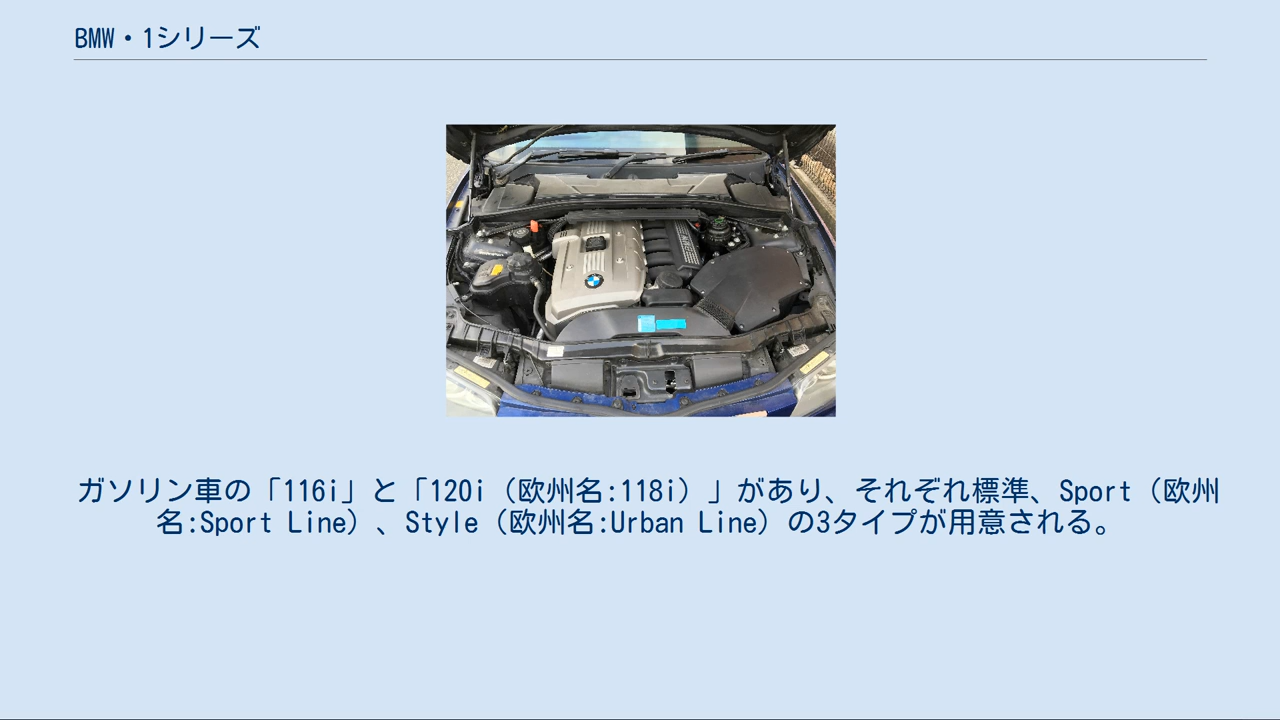 BMW・1シリーズ
ガソリン車の「116i」と「120i（欧州名:118i）」があり、それぞれ標準、Sport（欧州
名:Sport Line）、Style（欧州名:Urban Line）の3タイプが用意される。